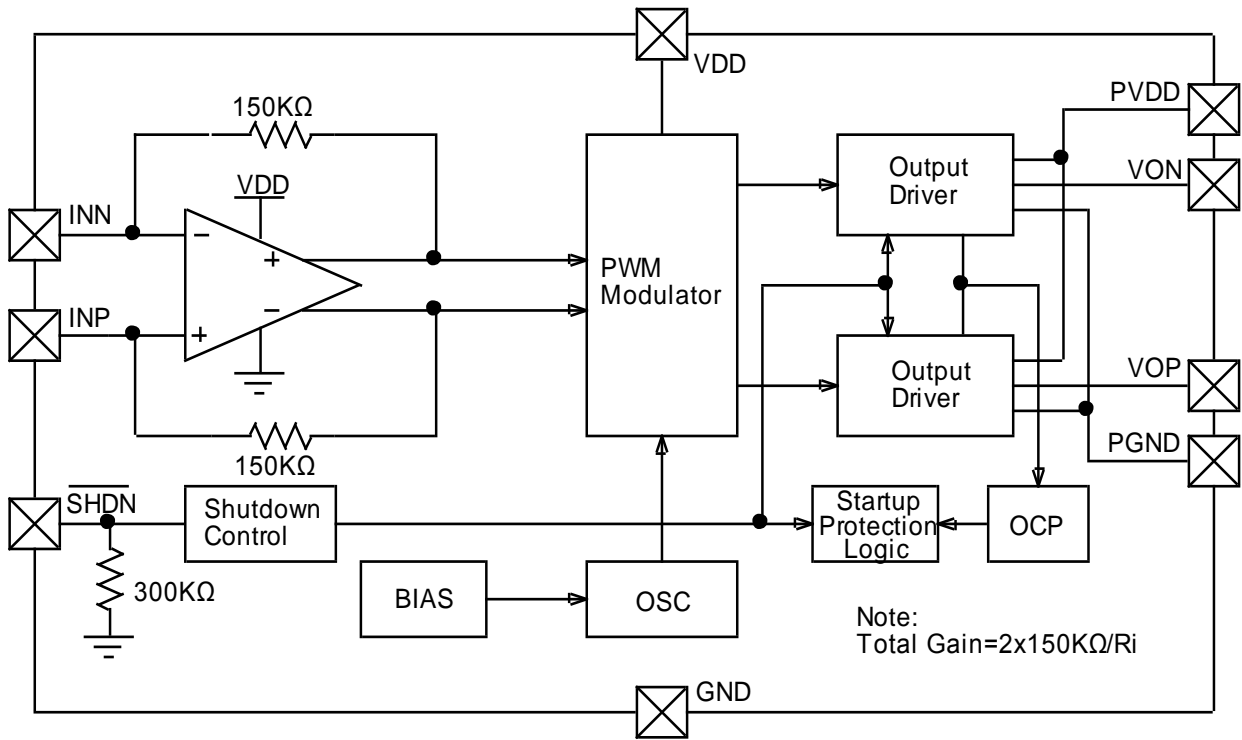 VDD
150KΩ
PVDD
VDD
Output
Driver
VON
INN
−
+
PWM
Modulator
INP
+
−
Output
Driver
VOP
150KΩ
PGND
SHDN
Shutdown
Control
Startup
Protection
Logic
OCP
300KΩ
BIAS
OSC
Note:
Total Gain=2x150KΩ/Ri
GND